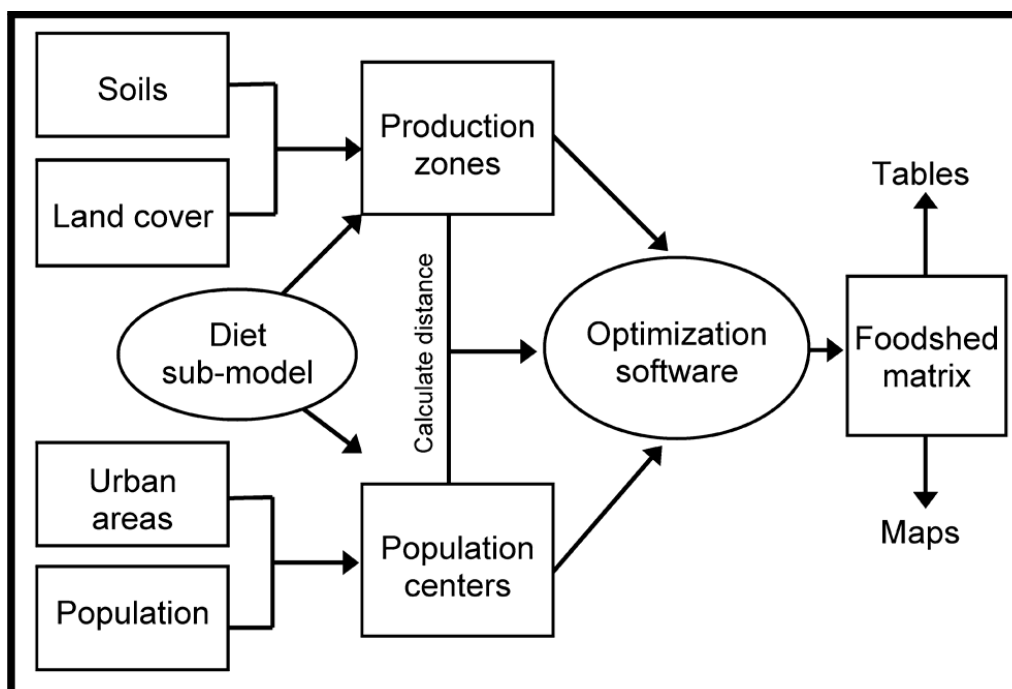 Soils
Land cover
Production
zones
Diet
sub-model
Calculate distance
Urban
areas
Population
Population
centers
Optimization
software
Foodshed
matrix
Tables
Maps